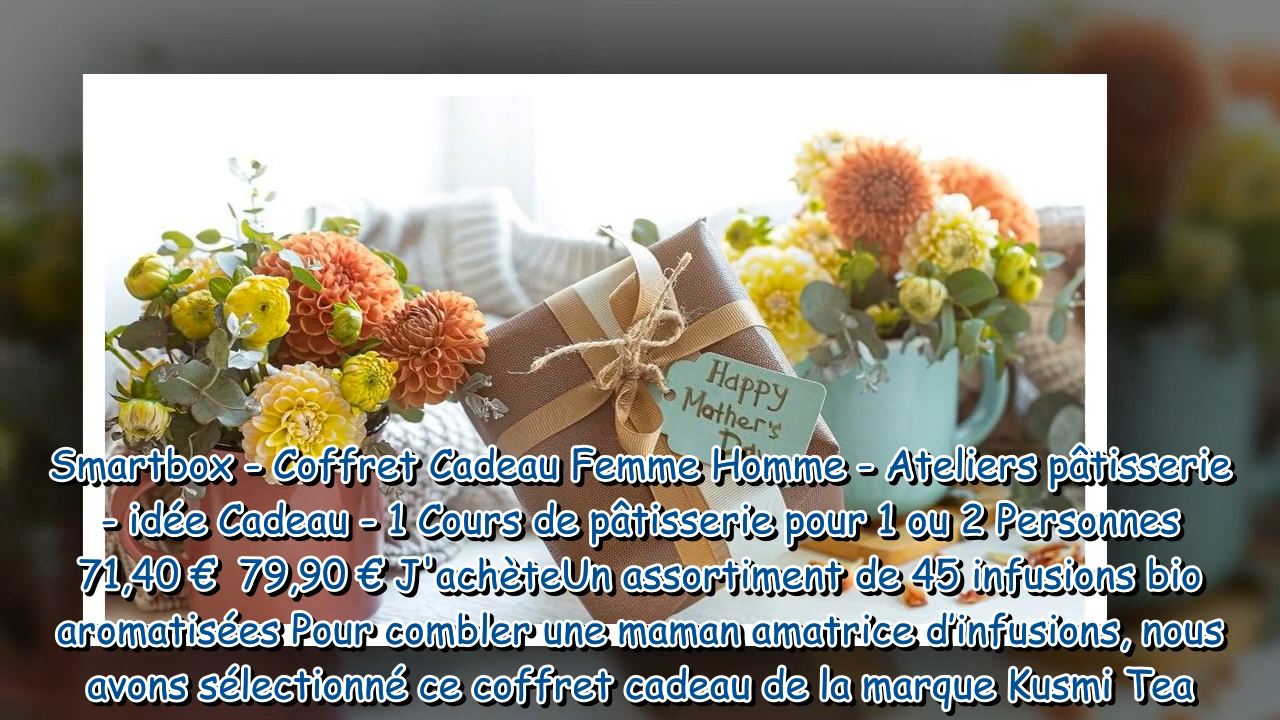 Happy
Mother's
Day
Smartbox - Coffret Cadeau Femme Homme - Ateliers pâtisserie
- idée Cadeau - 1 Cours de pâtisserie pour 1 ou 2 Personnes
71,40 € 79,90 € J'achèteUn assortiment de 45 infusions bio
aromatisées Pour combler une maman amatrice d'infusions, nous
avons sélectionné ce coffret cadeau de la marque Kusmi Tea